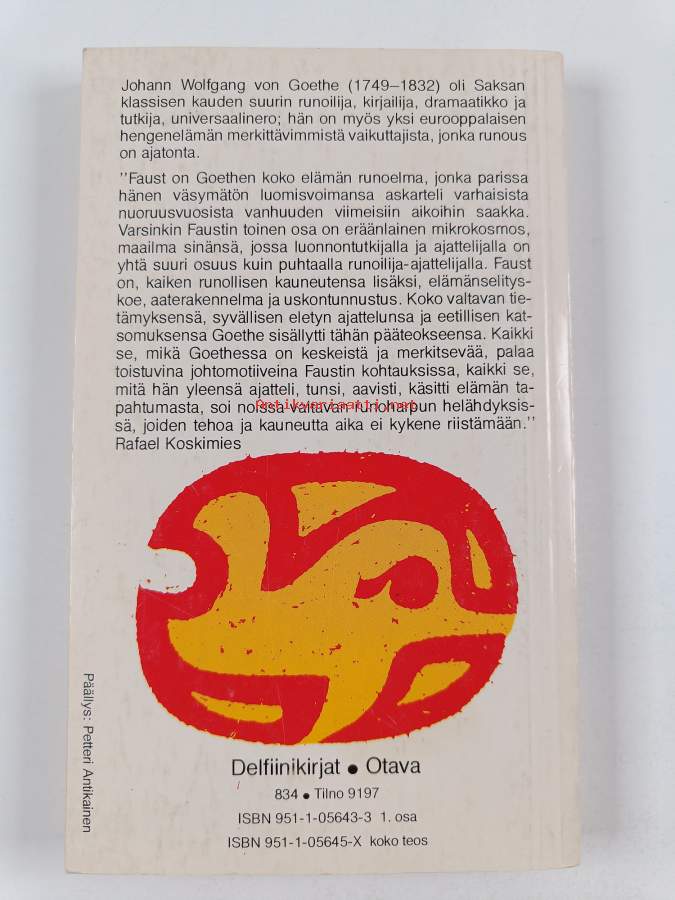 Johann Wolfgang von Goethe (1749–1832) oli Saksan
klassisen kauden suurin runoilija, kirjailija, dramaatikko ja
tutkija, universaalinero; hän on myös yksi eurooppalaisen
hengenelämän merkittävimmistä vaikuttajista, jonka runous
on ajatonta.
"Faust on Goethen koko elämän runoelma, jonka parissa
hänen väsymätön luomisvoimansa askarteli varhaisista
nuoruusvuosista vanhuuden viimeisiin aikoihin saakka.
Varsinkin Faustin toinen osa on eräänlainen mikrokosmos,
maailma sinänsä, jossa luonnontutkijalla ja ajattelijalla on
yhtä suuri osuus kuin puhtaalla runoilija-ajattelijalla. Faust
on, kaiken runollisen kauneutensa lisäksi, elämänselitys-
koe, aaterakennelma ja uskontunnustus. Koko valtavan tie-
tämyksensä, syvällisen eletyn ajattelunsa ja eetillisen kat-
somuksensa Goethe sisällytti tähän pääteokseensa. Kaikki
se, mikä Goethessa on keskeistä ja merkitsevää, palaa
toistuvina johtomotiiveina Faustin kohtauksissa, kaikki se,
mitä hän yleensä ajatteli, tunsi, aavisti, käsitti elämän ta-
pahtumasta, soi noissa valtavan runoharpun helähdyksis-
sä, joiden tehoa ja kauneutta aika ei kykene riistämään."
Rafael Koskimies
Antikvariaatti.net
Päällys: Petteri Antikainen
Delfiinikirjat • Otava
834 • Tilno 9197
ISBN 951-1-05643-3 1. osa
ISBN 951-1-05645-X koko teos